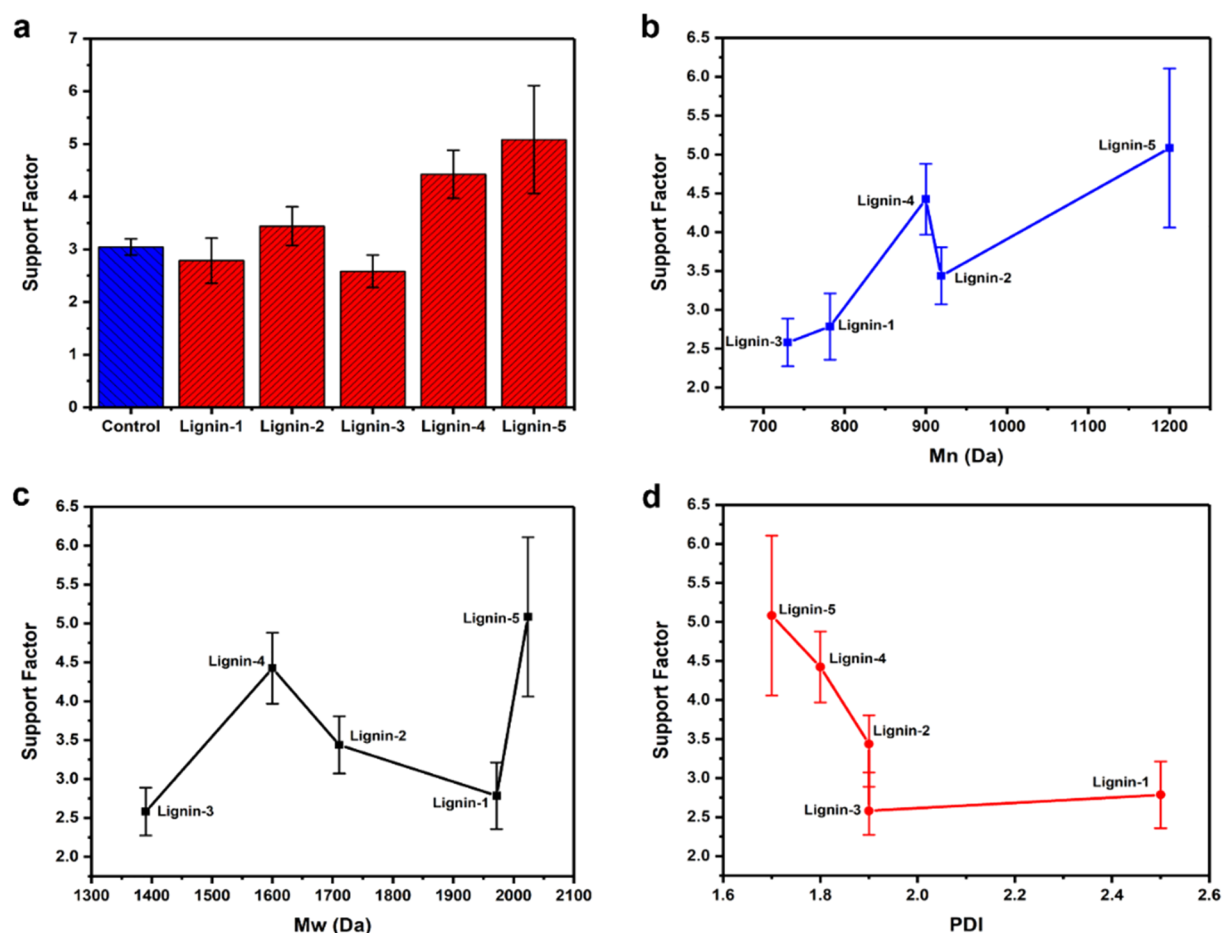 a
7
6
5
4
3
2
1
0
Support Factor
Control Lignin-1 Lignin-2 Lignin-3 Lignin-4 Lignin-5
b
6.5
6.0
5.5
5.0
4.5
4.0
3.5
3.0
2.5
2.0
Support Factor
Lignin-5
Lignin-4
Lignin-2
Lignin-1
Lignin-3
700 800 900 1000 1100 1200
Mn (Da)
c
6.5
6.0
5.5
5.0
4.5
4.0
3.5
3.0
2.5
2.0
Support Factor
Lignin-5
Lignin-4
Lignin-2
Lignin-1
Lignin-3
1300 1400 1500 1600 1700 1800 1900 2000 2100
Mw (Da)
d
6.5
6.0
5.5
5.0
4.5
4.0
3.5
3.0
2.5
2.0
Support Factor
Lignin-5
Lignin-4
Lignin-2
Lignin-1
Lignin-3
1.6 1.8 2.0 2.2 2.4 2.6
PDI